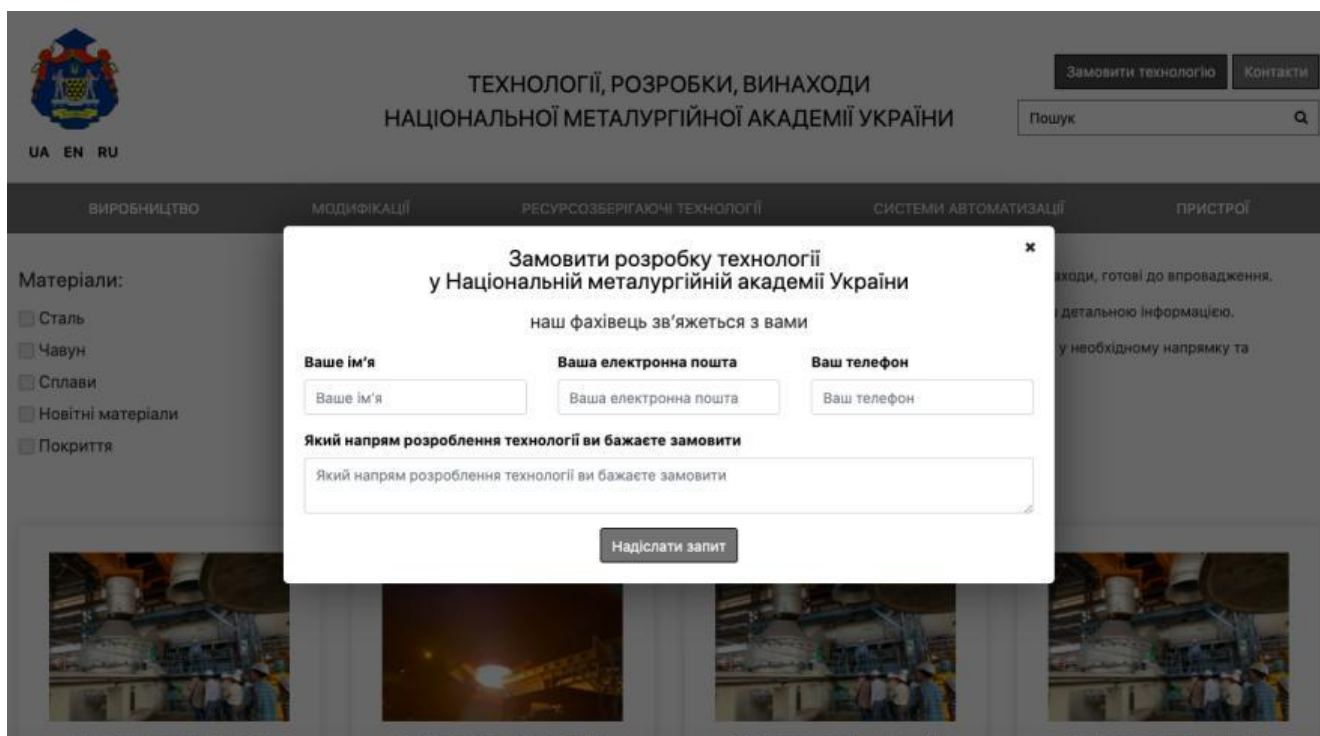 ТЕХНОЛОГІЇ, РОЗРОБКИ, ВИНАХОДИ
НАЦІОНАЛЬНОЇ МЕТАЛУРГІЙНОЇ АКАДЕМІЇ УКРАЇНИ
Замовити технологію
Контакти
Пошук
UA EN RU
ВИРОБНИЦТВО
МОДИФІКАЦІЇ
РЕСУРСОЗБЕРІГАЮЧІ ТЕХНОЛОГІЇ
СИСТЕМИ АВТОМАТИЗАЦІЇ
ПРИСТРОЇ
Матеріали:
Сталь
Чавун
Сплави
Новітні матеріали
Покриття
готові до впровадження.
детальною інформацією.
у необхідному напрямку та
Замовити розробку технології
у Національній металургійній академії України
наш фахівець зв'яжеться з вами
Ваше ім'я
Ваша електронна пошта
Ваш телефон
Ваше ім'я
Ваша електронна пошта
Ваш телефон
Який напрям розроблення технології ви бажаєте замовити
Який напрям розроблення технології ви бажаєте замовити
Надіслати запит